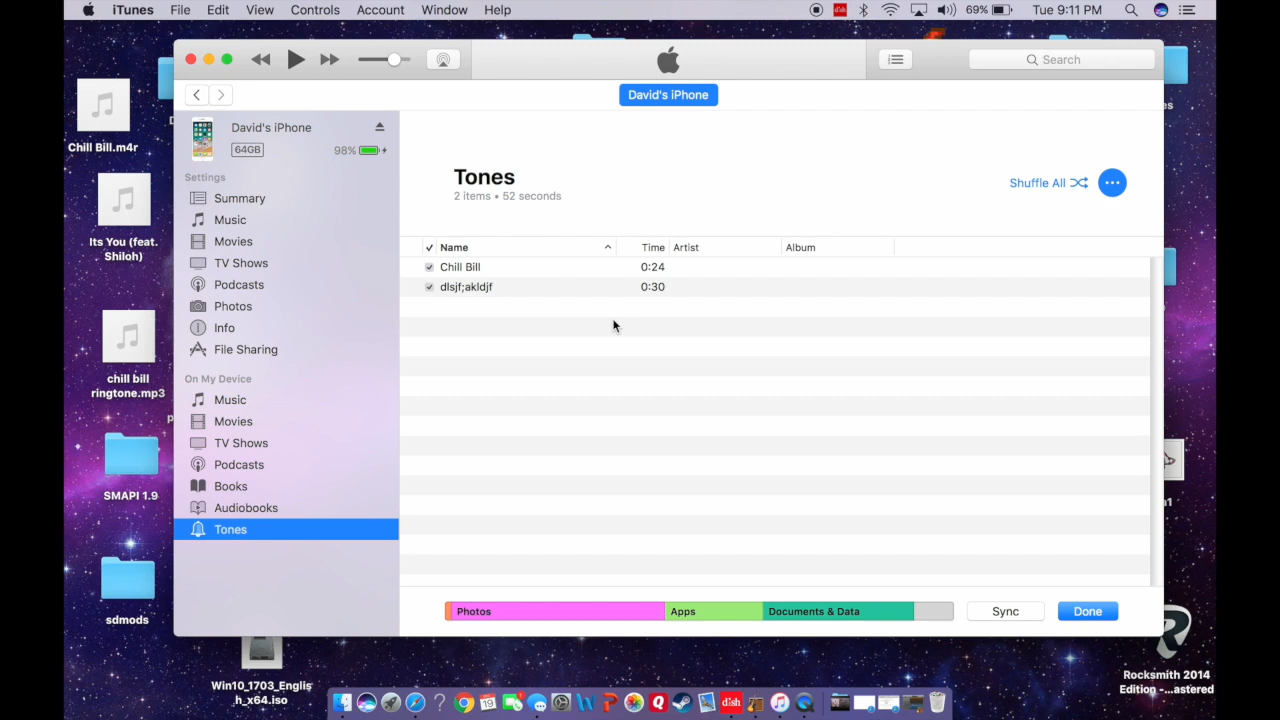 iTunes File Edit View Controls Account Window Help
dish 69% Tue 9:11 PM
Search
David's iPhone
David's iPhone
64GB 98%
Settings
Summary
Music
Movies
TV Shows
Podcasts
Photos
Info
File Sharing
On My Device
Music
Movies
TV Shows
Podcasts
Books
Audiobooks
Tones
Tones
2 items • 52 seconds
Shuffle All
Name Time Artist Album
Chill Bill 0:24
dlsjf;akldjf 0:30
Photos Apps Documents & Data
Sync Done
Chill Bill.m4r
Its You (feat.
Shiloh)
chill bill
ringtone.mp3
SMAPI 1.9
sdmods
Win10_1703_Englis
h_x64.iso
Rocksmith 2014
Edition -...astered
19
dish